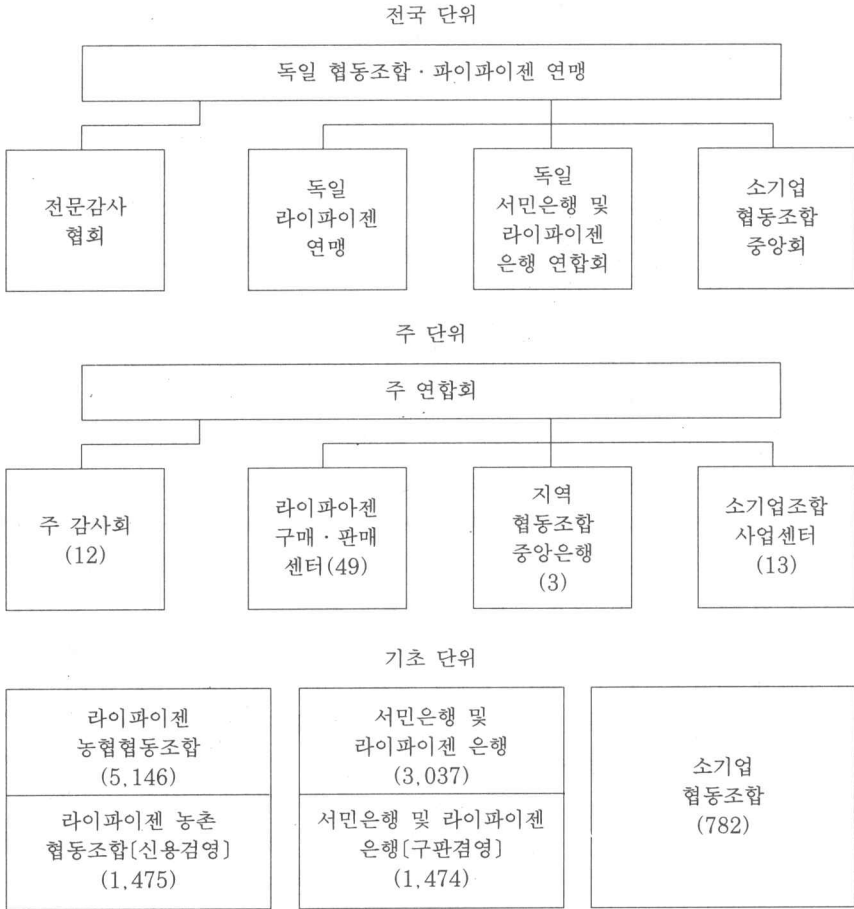 전국 단위
독일 협동조합·파이파이젠 연맹
전문감사
협회
독일
라이파이젠
연맹
독일
서민은행 및
라이파이젠
은행 연합회
소기업
협동조합
중앙회
주 단위
주 연합회
주 감사회
(12)
라이파아젠
구매·판매
센터(49)
지역
협동조합
중앙은행
(3)
소기업조합
사업센터
(13)
기초 단위
라이파이젠
농협협동조합
(5,146)
서민은행 및
라이파이젠 은행
(3,037)
소기업
협동조합
(782)
라이파이젠 농촌
협동조합〔신용검영〕
(1,475)
서민은행 및 라이파이젠
은행〔구판겸영〕
(1,474)